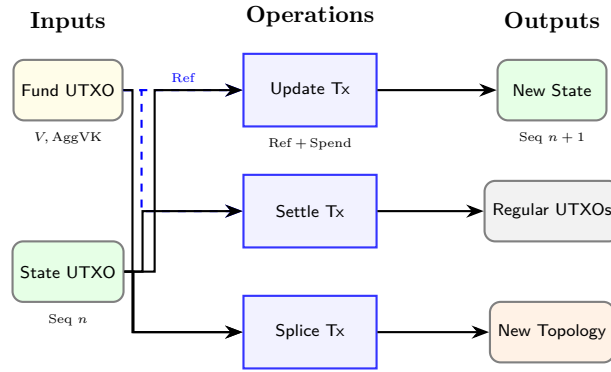 Inputs
Operations
Outputs
Fund UTXO
Ref
Update Tx
New State
V, AggVK
Ref + Spend
Seq n + 1
Settle Tx
Regular UTXOs
State UTXO
Seq n
Splice Tx
New Topology